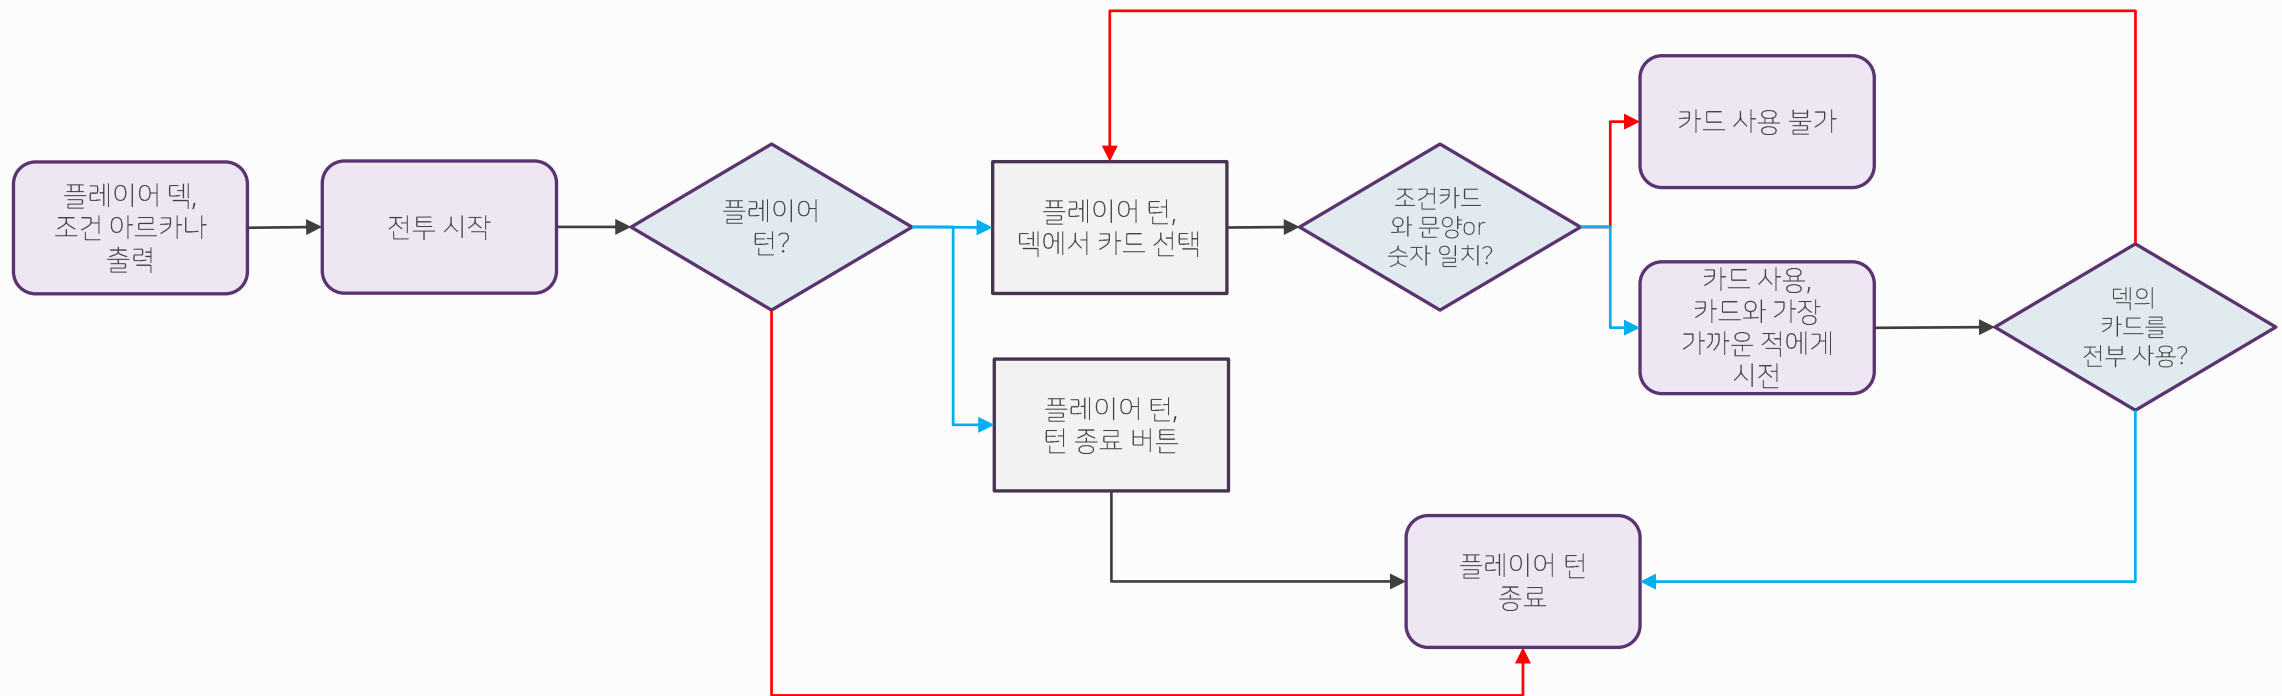 플레이어 덱,
조건 아르카나
출력
전투 시작
플레이어
턴?
플레이어 턴,
덱에서 카드 선택
플레이어 턴,
턴 종료 버튼
조건카드
와 문양or
숫자 일치?
카드 사용 불가
카드 사용,
카드와 가장
가까운 적에게
시전
덱의
카드를
전부 사용?
플레이어 턴
종료